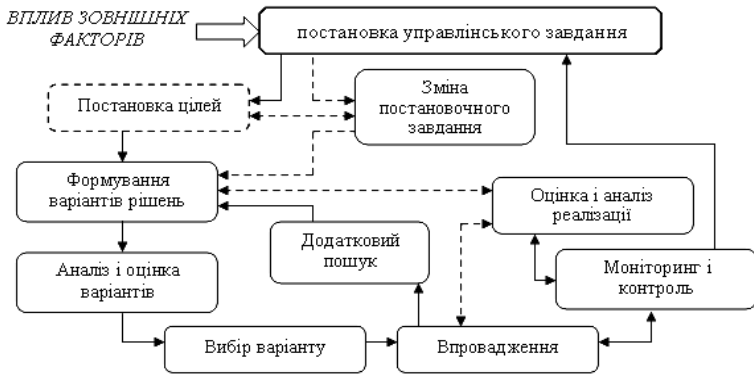 ВПЛИВ ЗОВНІШНІХ
ФАКТОРІВ
постановка управлінського завдання
Постановка цілей
Зміна
постановочного
завдання
Формування
варіантів рішень
Оцінка і аналіз
реалізації
Додатковий
пошук
Аналіз і оцінка
варіантів
Моніторинг і
контроль
Вибір варіанту
Впровадження